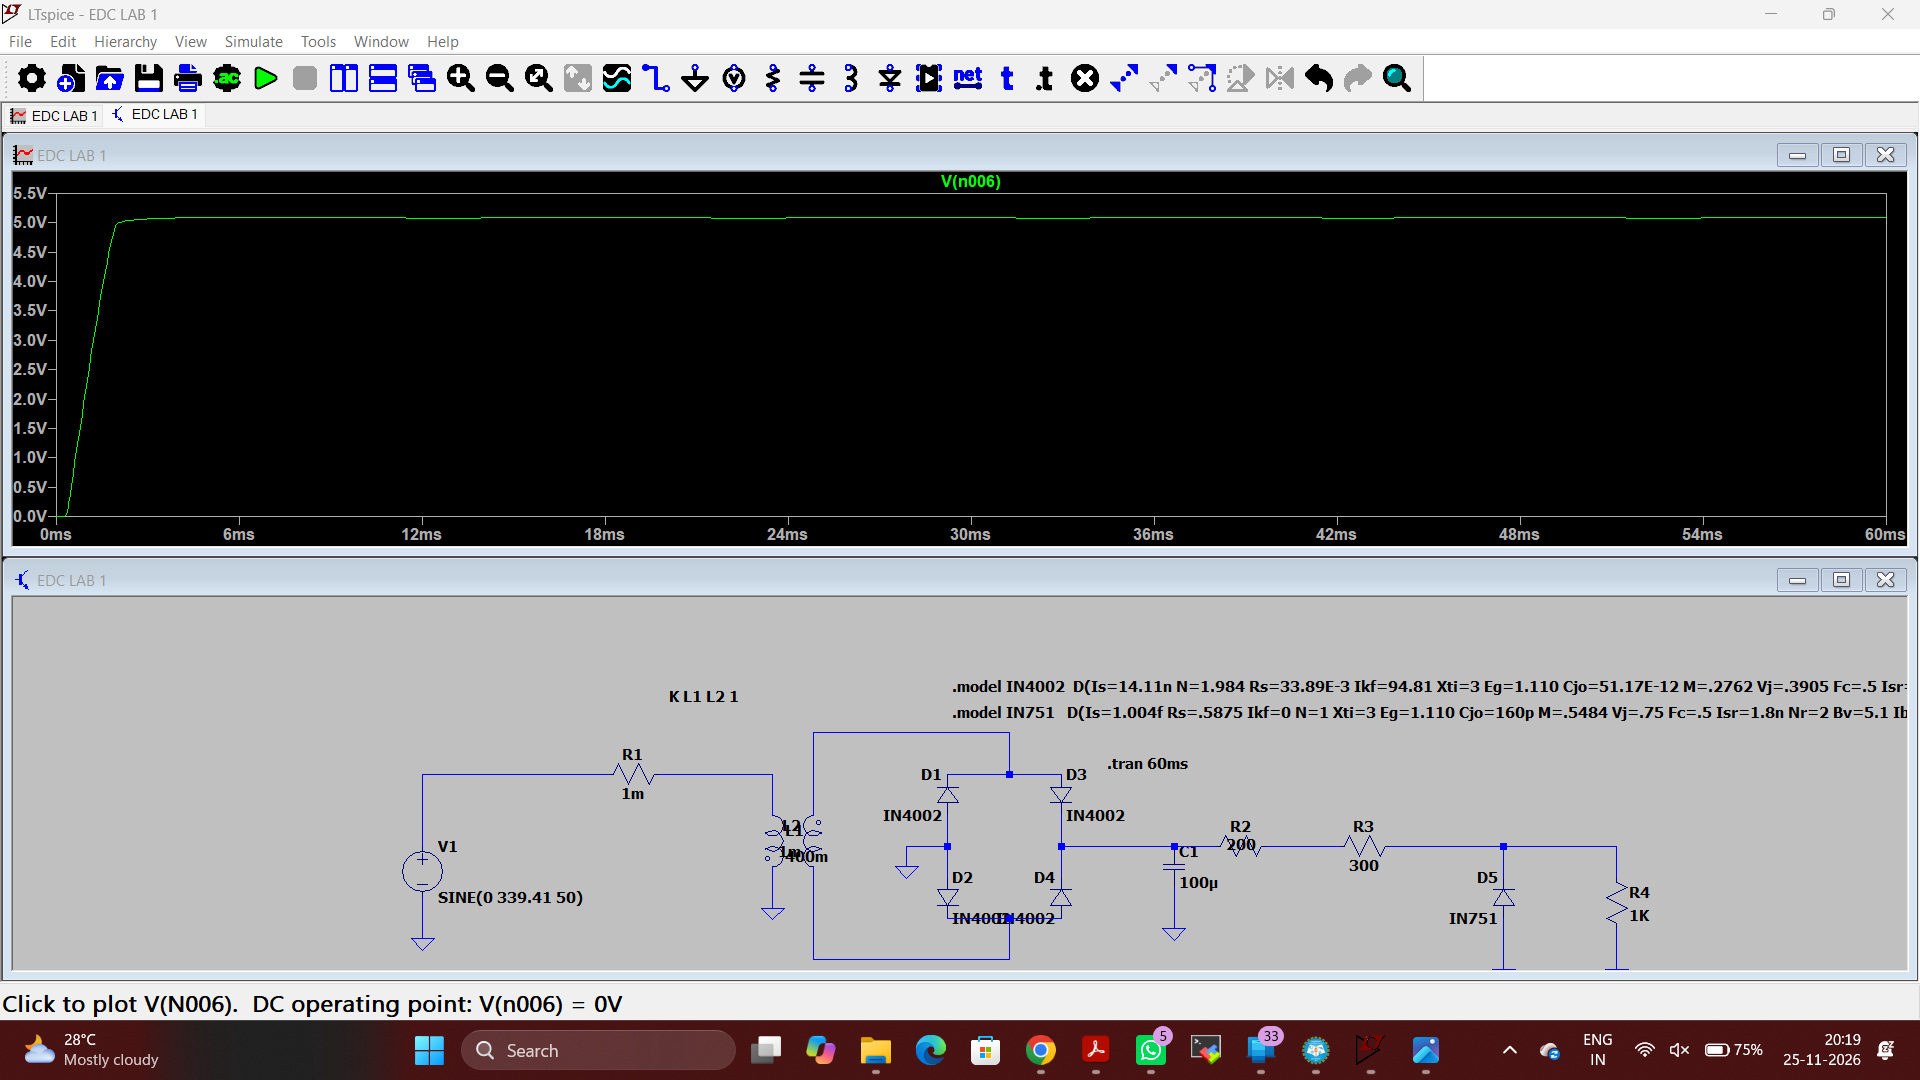 LTspice - EDC LAB 1
File Edit Hierarchy View Simulate Tools Window Help
.ac
net t .t
EDC LAB 1 EDC LAB 1
EDC LAB 1
V(n006)
5.5V
5.0V
4.5V
4.0V
3.5V
3.0V
2.5V
2.0V
1.5V
1.0V
0.5V
0.0V
0ms 6ms 12ms 18ms 24ms 30ms 36ms 42ms 48ms 54ms 60ms
EDC LAB 1
.model IN4002 D(Is=14.11n N=1.984 Rs=33.89E-3 Ikf=94.81 Xti=3 Eg=1.110 Cjo=51.17E-12 M=.2762 Vj=.3905 Fc=.5 Isr=
K L1 L2 1
.model IN751 D(Is=1.004f Rs=.5875 Ikf=0 N=1 Xti=3 Eg=1.110 Cjo=160p M=.5484 Vj=.75 Fc=.5 Isr=1.8n Nr=2 Bv=5.1 Ib
R1
1m
.tran 60ms
D1
IN4002
D3
IN4002
V1
SINE(0 339.41 50)
L2
L1
1m
400m
D2
IN4002
D4
IN4002
C1
100µ
R2
200
R3
300
D5
IN751
R4
1K
Click to plot V(N006). DC operating point: V(n006) = 0V
28°C
Mostly cloudy
Search
5
33
ENG
IN
75%
20:19
25-11-2026